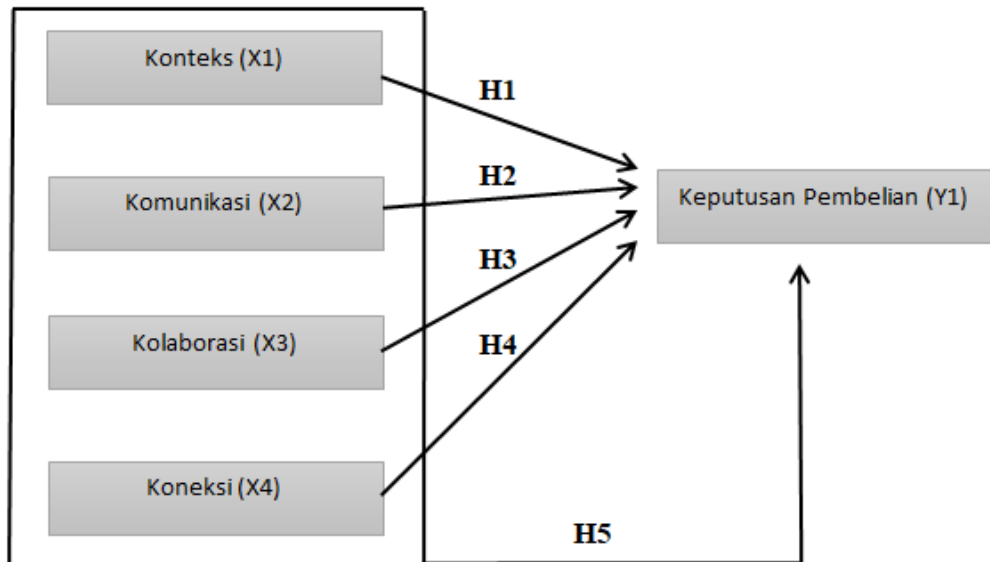 Konteks (X1)
H1
H2
Komunikasi (X2)
Keputusan Pembelian (Y1)
H3
Kolaborasi (X3)
H4
Koneksi (X4)
H5